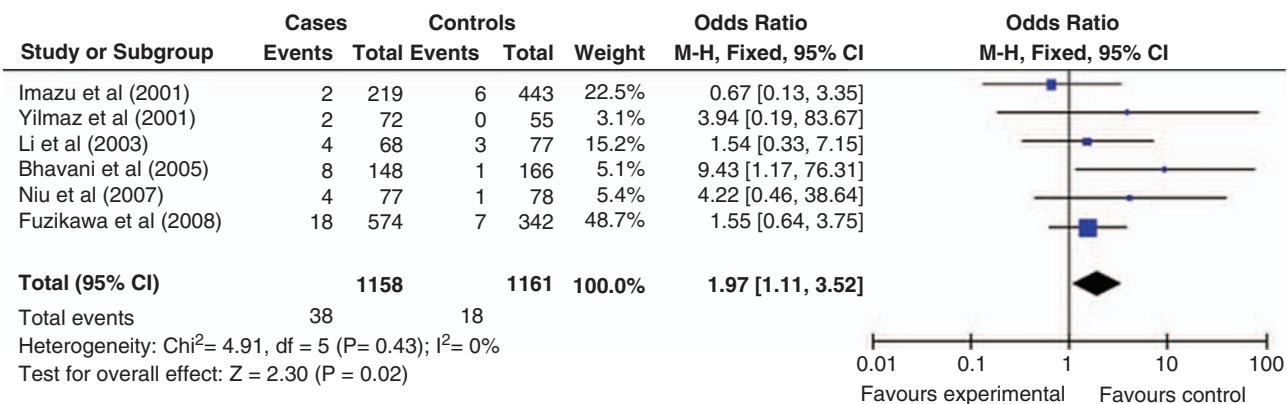 Cases Controls Odds Ratio Odds Ratio
Study or Subgroup Events Total Events Total Weight M-H, Fixed, 95% CI M-H, Fixed, 95% CI
Imazu et al (2001) 2 219 6 443 22.5% 0.67 [0.13, 3.35]
Yilmaz et al (2001) 2 72 0 55 3.1% 3.94 [0.19, 83.67]
Li et al (2003) 4 68 3 77 15.2% 1.54 [0.33, 7.15]
Bhavani et al (2005) 8 148 1 166 5.1% 9.43 [1.17, 76.31]
Niu et al (2007) 4 77 1 78 5.4% 4.22 [0.46, 38.64]
Fuzikawa et al (2008) 18 574 7 342 48.7% 1.55 [0.64, 3.75]
Total (95% CI) 1158 1161 100.0% 1.97 [1.11, 3.52]
Total events 38 18
Heterogeneity: Chi²= 4.91, df = 5 (P= 0.43); I²= 0%
Test for overall effect: Z = 2.30 (P = 0.02)
0.01 0.1 1 10 100
Favours experimental Favours control